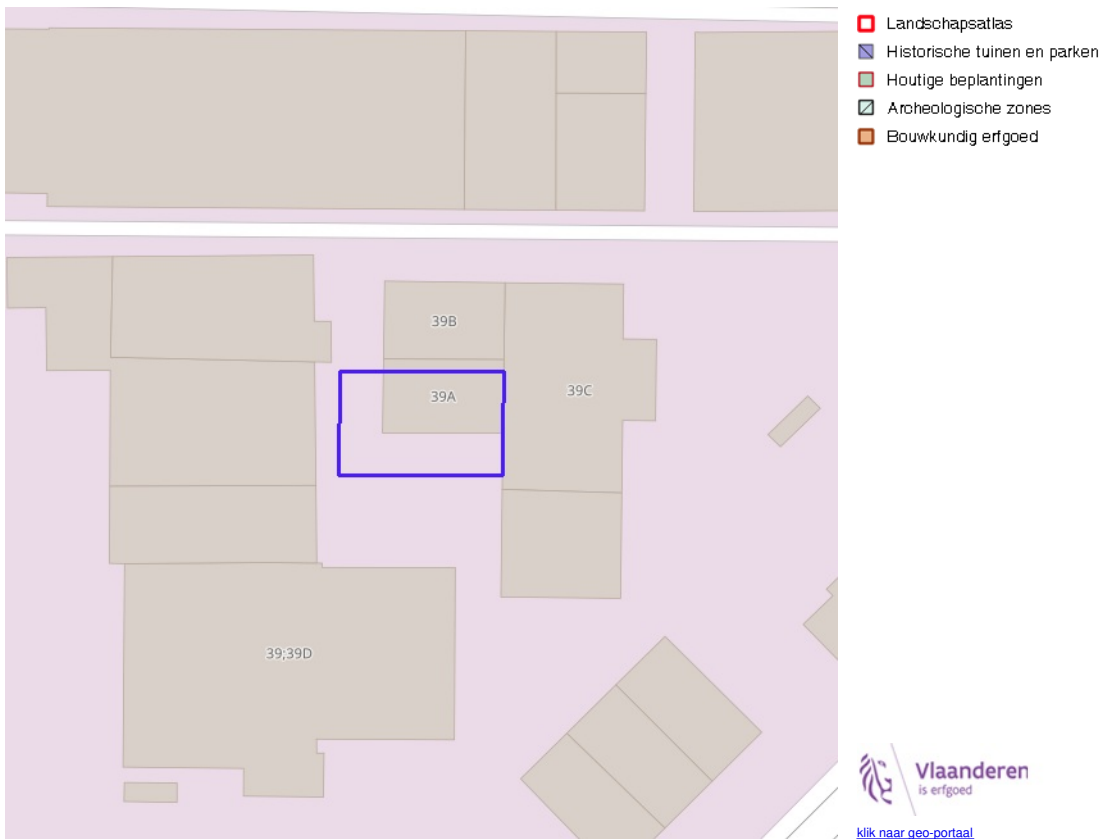 Landschapsatlas
Historische tuinen en parken
Houtige beplantingen
Archeologische zones
Bouwkundig erfgoed
39B
39A
39C
39;39D
Vlaanderen
is erfgoed
klik naar geo-portaal